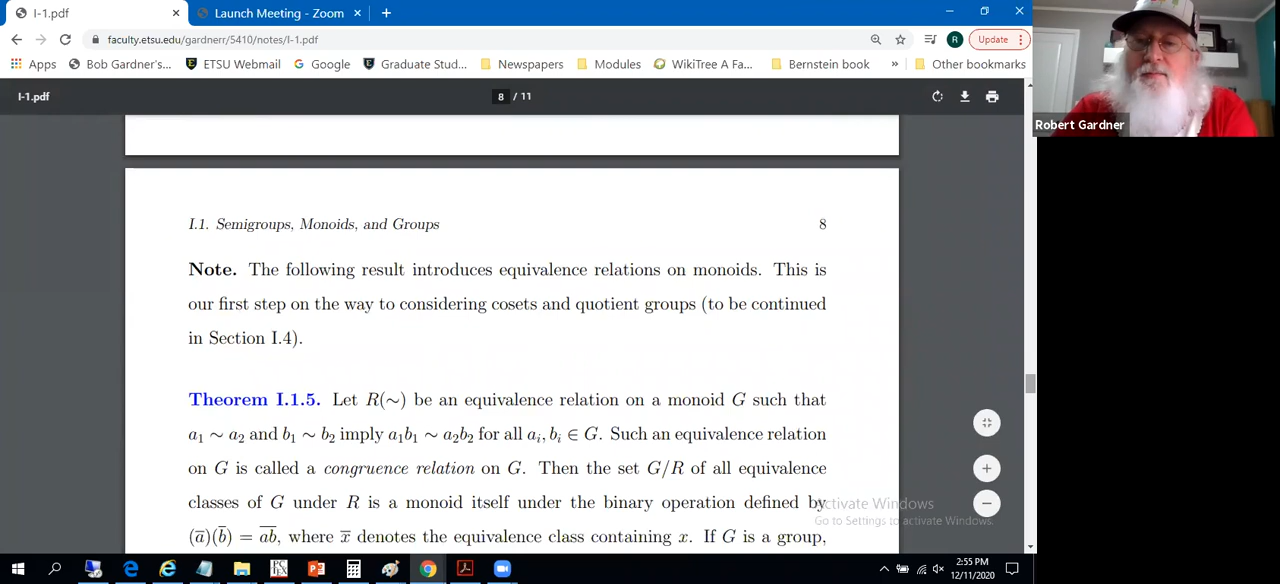 I-1.pdf
Launch Meeting - Zoom
faculty.etsu.edu/gardnerr/5410/notes/I-1.pdf
R
Update
Apps
Bob Gardner's...
ETSU Webmail
Google
Graduate Stud...
Newspapers
Modules
WikiTree A Fa...
Bernstein book
»
Other bookmarks
I-1.pdf
8 / 11
Robert Gardner
I.1. Semigroups, Monoids, and Groups 8
Note. The following result introduces equivalence relations on monoids. This is
our first step on the way to considering cosets and quotient groups (to be continued
in Section I.4).
Theorem I.1.5. Let R(∼) be an equivalence relation on a monoid G such that
a₁ ∼ a₂ and b₁ ∼ b₂ imply a₁b₁ ∼ a₂b₂ for all aᵢ, bᵢ ∈ G. Such an equivalence relation
on G is called a congruence relation on G. Then the set G/R of all equivalence
classes of G under R is a monoid itself under the binary operation defined by
(a̅)(b̅) = a̅b̅, where x̅ denotes the equivalence class containing x. If G is a group,
Activate Windows
Go to Settings to activate Windows.
2:55 PM
12/11/2020